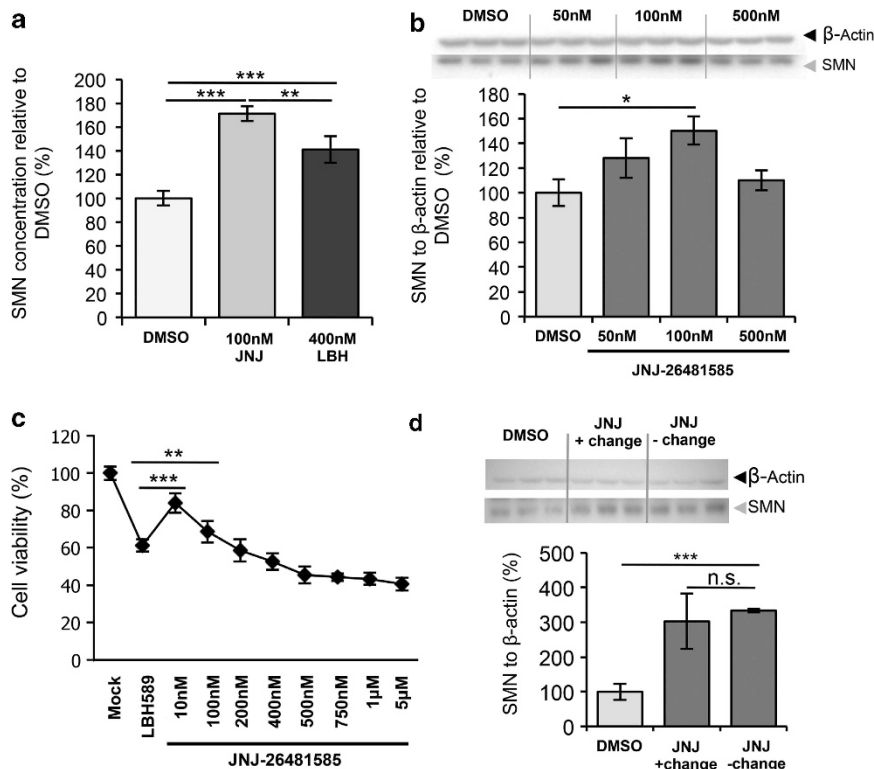 a
SMN concentration relative to
DMSO (%)
200
180
160
140
120
100
80
60
40
20
0
***
***
**
DMSO
100nM
JNJ
400nM
LBH
b
DMSO
50nM
100nM
500nM
β-Actin
SMN
SMN to β-actin relative to
DMSO (%)
180
160
140
120
100
80
60
40
20
0
*
DMSO
50nM
100nM
500nM
JNJ-26481585
c
Cell viability (%)
120
100
80
60
40
20
0
**
***
Mock
LBH589
10nM
100nM
200nM
400nM
500nM
750nM
1μM
5μM
JNJ-26481585
d
DMSO
JNJ
+ change
JNJ
- change
β-Actin
SMN
SMN to β-actin (%)
500
400
300
200
100
0
***
n.s.
DMSO
JNJ
+change
JNJ
-change